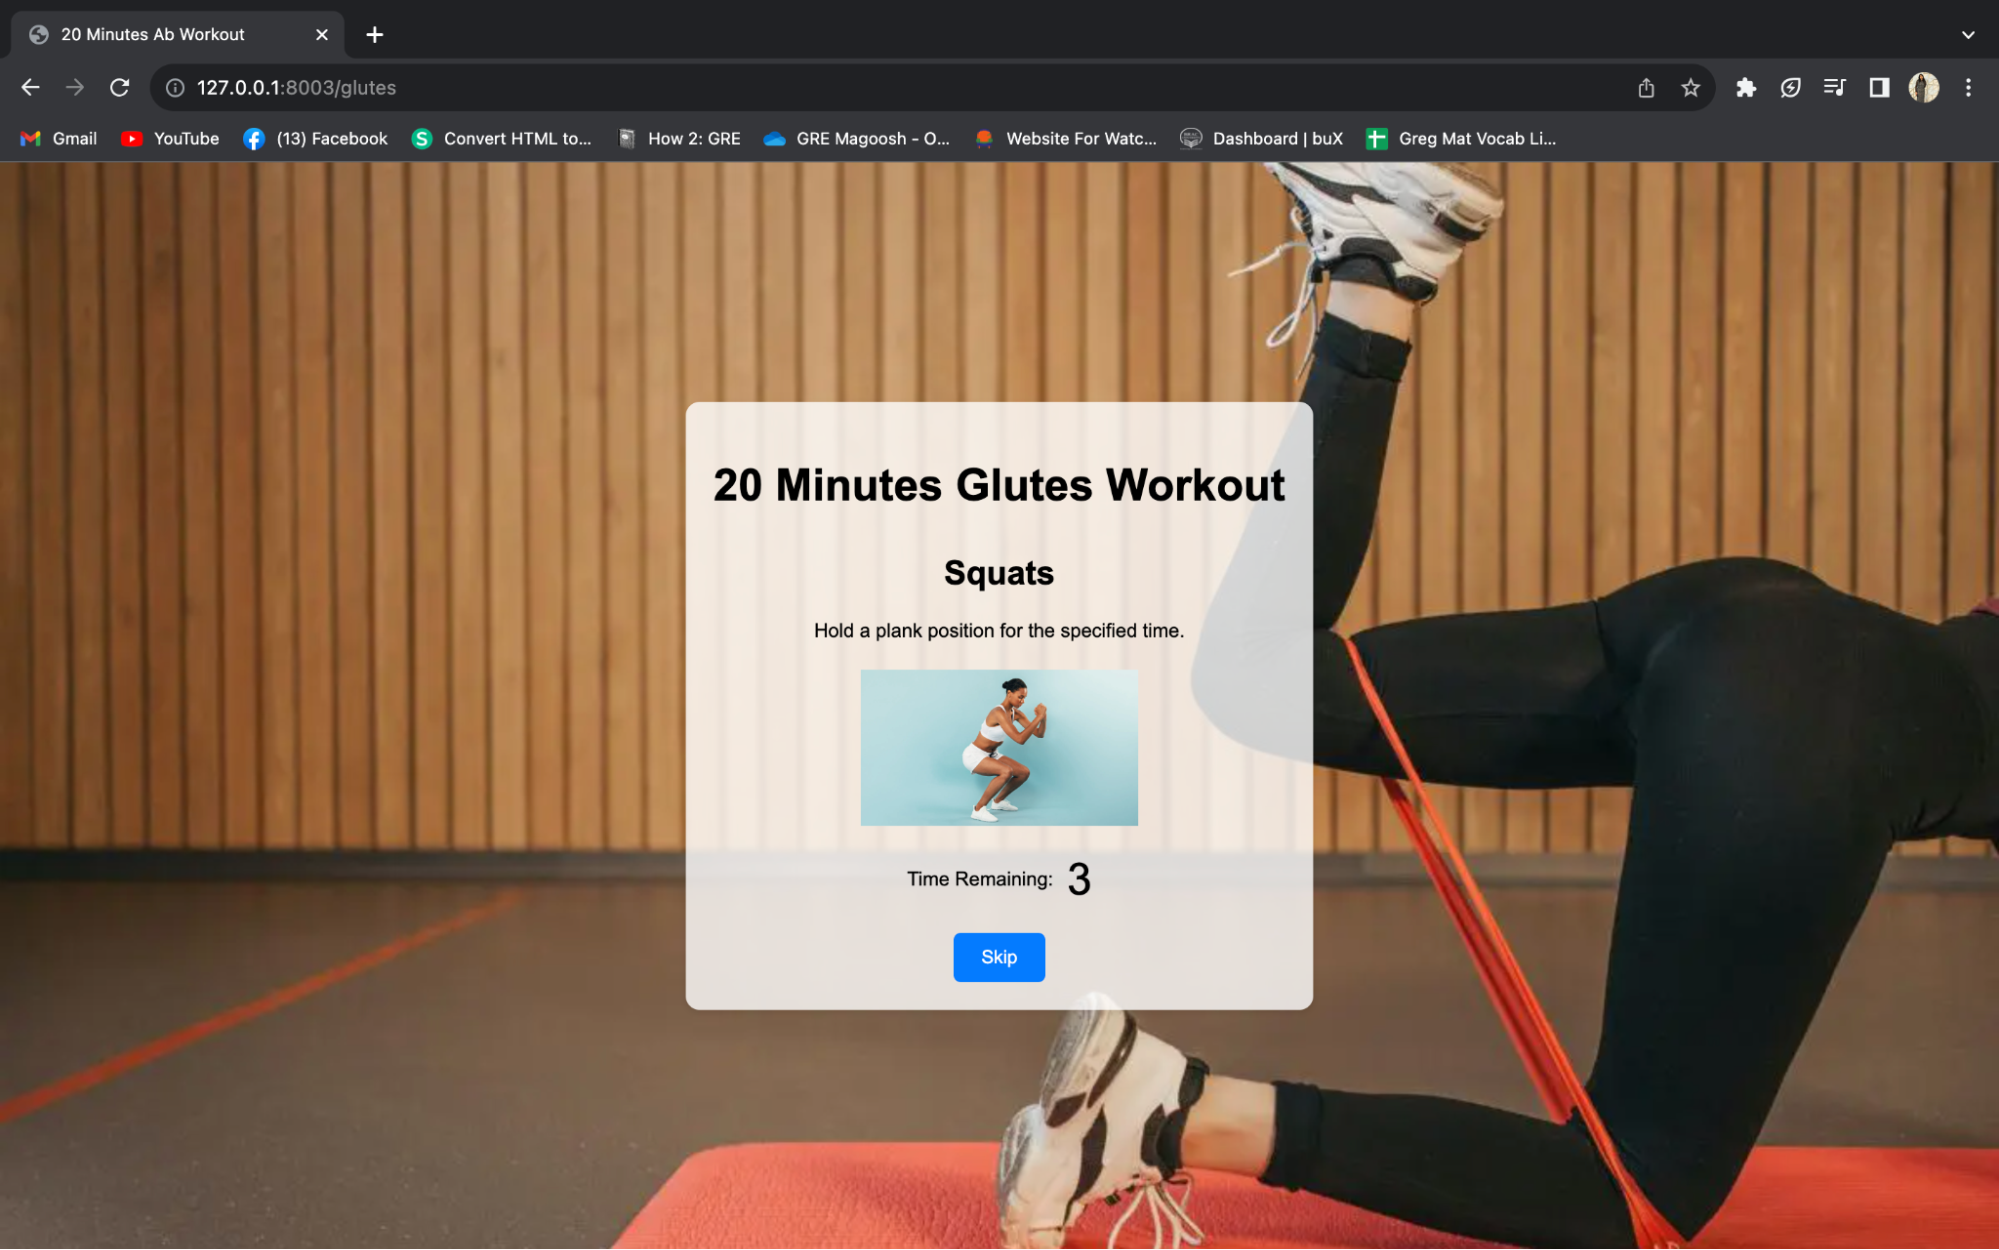 20 Minutes Ab Workout
127.0.0.1:8003/glutes
Gmail YouTube (13) Facebook Convert HTML to... How 2: GRE GRE Magoosh - O... Website For Watc... Dashboard | buX Greg Mat Vocab Li...
20 Minutes Glutes Workout
Squats
Hold a plank position for the specified time.
Time Remaining: 3
Skip